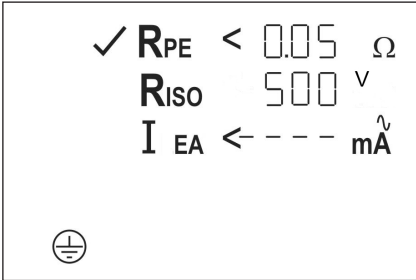 ✓ RPE < 0.05 Ω
RISO 500 V
I EA <---- mA